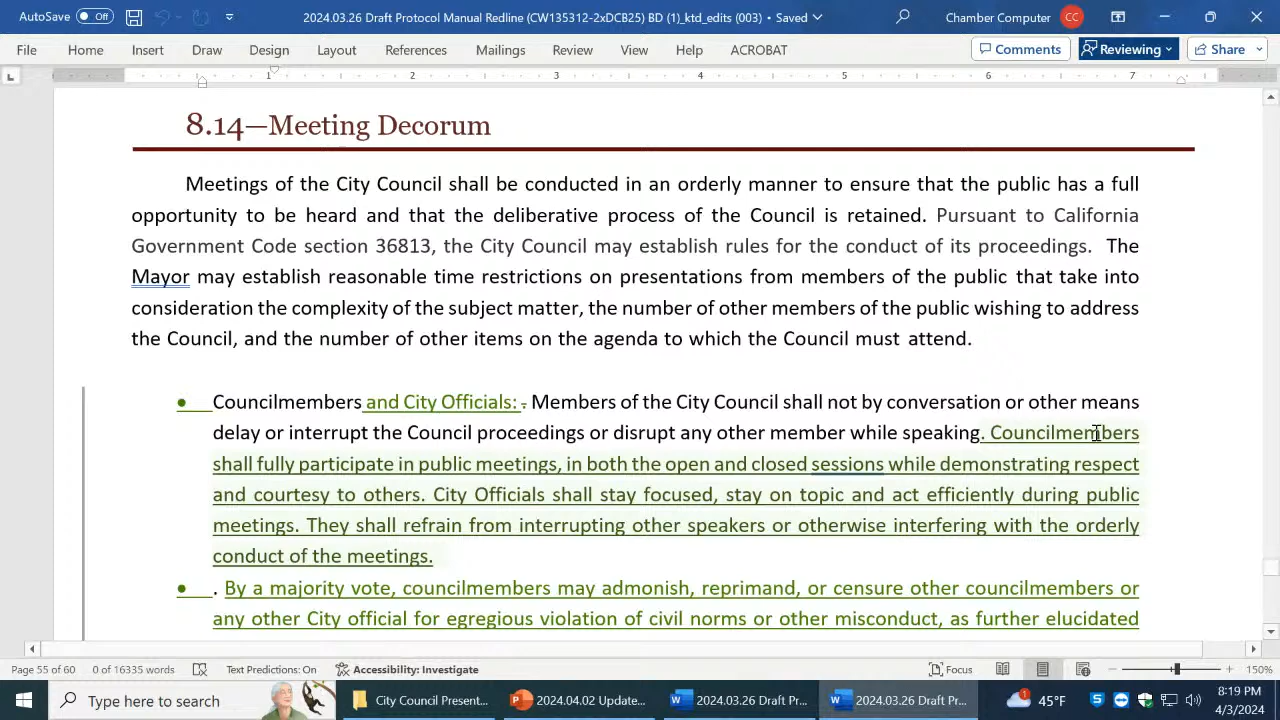 AutoSave Off 2024.03.26 Draft Protocol Manual Redline (CW135312-2xDCB25) BD (1)_ktd_edits (003) • Saved Chamber Computer CC
File Home Insert Draw Design Layout References Mailings Review View Help ACROBAT Comments Reviewing Share
1 2 3 4 5 6 7
8.14—Meeting Decorum
Meetings of the City Council shall be conducted in an orderly manner to ensure that the public has a full
opportunity to be heard and that the deliberative process of the Council is retained. Pursuant to California
Government Code section 36813, the City Council may establish rules for the conduct of its proceedings. The
Mayor may establish reasonable time restrictions on presentations from members of the public that take into
consideration the complexity of the subject matter, the number of other members of the public wishing to address
the Council, and the number of other items on the agenda to which the Council must attend.
• Councilmembers and City Officials: - Members of the City Council shall not by conversation or other means
delay or interrupt the Council proceedings or disrupt any other member while speaking. Councilmembers
shall fully participate in public meetings, in both the open and closed sessions while demonstrating respect
and courtesy to others. City Officials shall stay focused, stay on topic and act efficiently during public
meetings. They shall refrain from interrupting other speakers or otherwise interfering with the orderly
conduct of the meetings.
• . By a majority vote, councilmembers may admonish, reprimand, or censure other councilmembers or
any other City official for egregious violation of civil norms or other misconduct, as further elucidated
Page 55 of 60 0 of 16335 words Text Predictions: On Accessibility: Investigate Focus 150%
Type here to search City Council Present... 2024.04.02 Update... 2024.03.26 Draft Pr... 2024.03.26 Draft Pr... 45°F 8:19 PM
4/3/2024